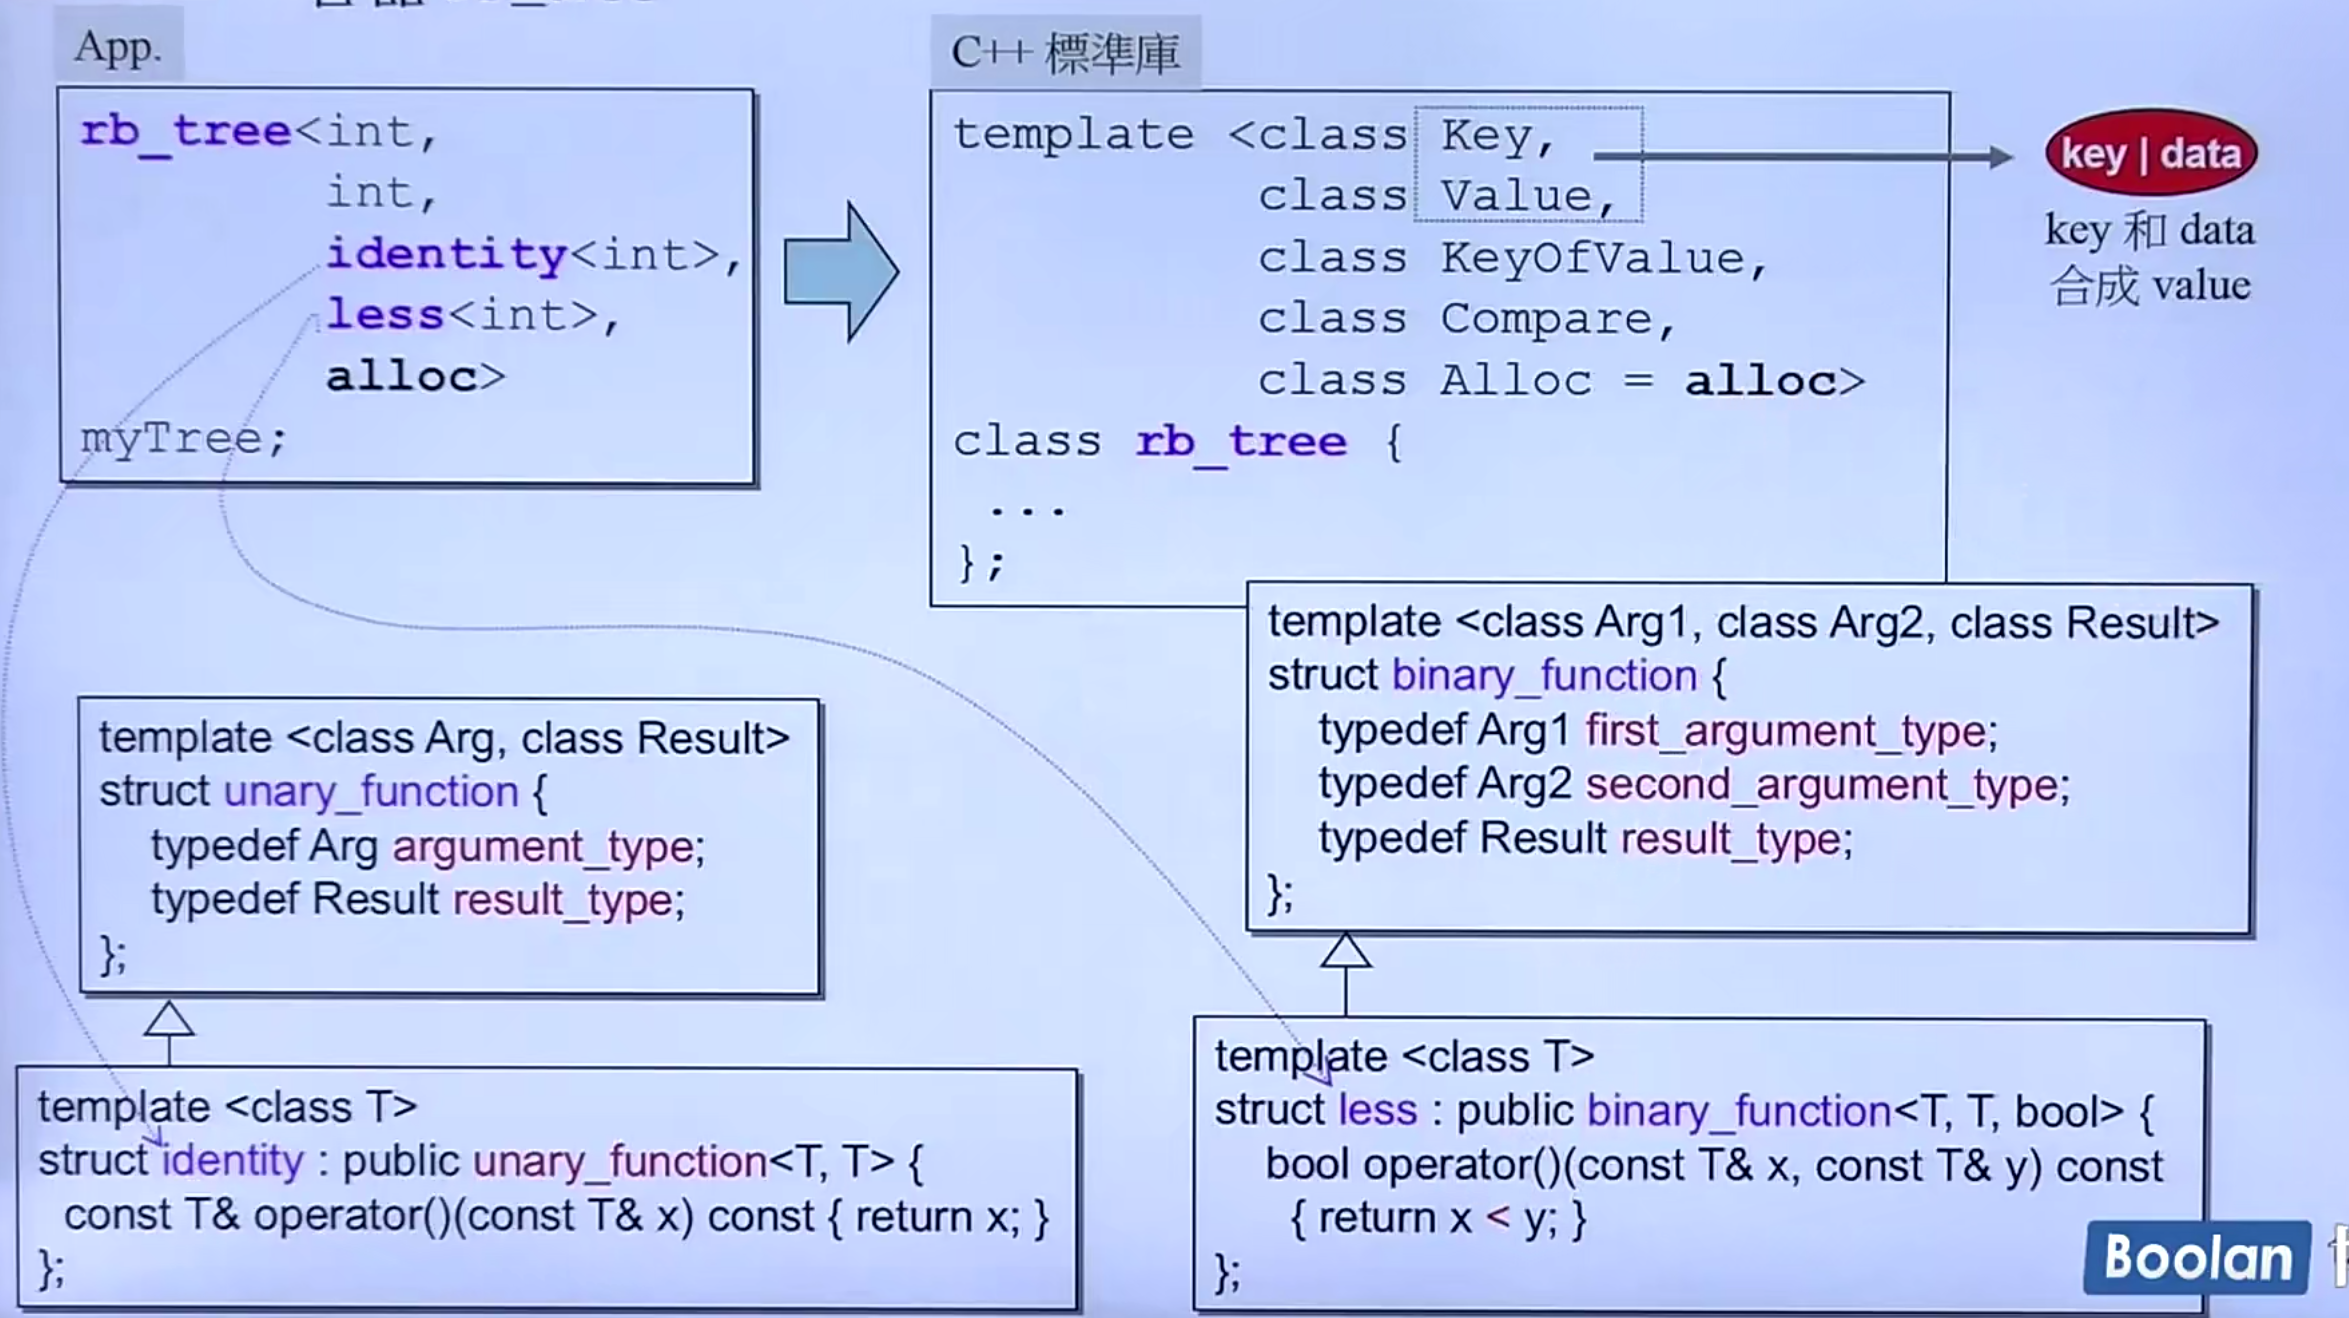 App.
rb_tree<int,
int,
identity<int>,
less<int>,
alloc>
myTree;
C++ 標準庫
template <class Key,
class Value,
class KeyOfValue,
class Compare,
class Alloc = alloc>
class rb_tree {
...
};
key | data
key 和 data
合成 value
template <class Arg1, class Arg2, class Result>
struct binary_function {
typedef Arg1 first_argument_type;
typedef Arg2 second_argument_type;
typedef Result result_type;
};
template <class Arg, class Result>
struct unary_function {
typedef Arg argument_type;
typedef Result result_type;
};
template <class T>
struct identity : public unary_function<T, T> {
const T& operator()(const T& x) const { return x; }
};
template <class T>
struct less : public binary_function<T, T, bool> {
bool operator()(const T& x, const T& y) const
{ return x < y; }
};
Boolan